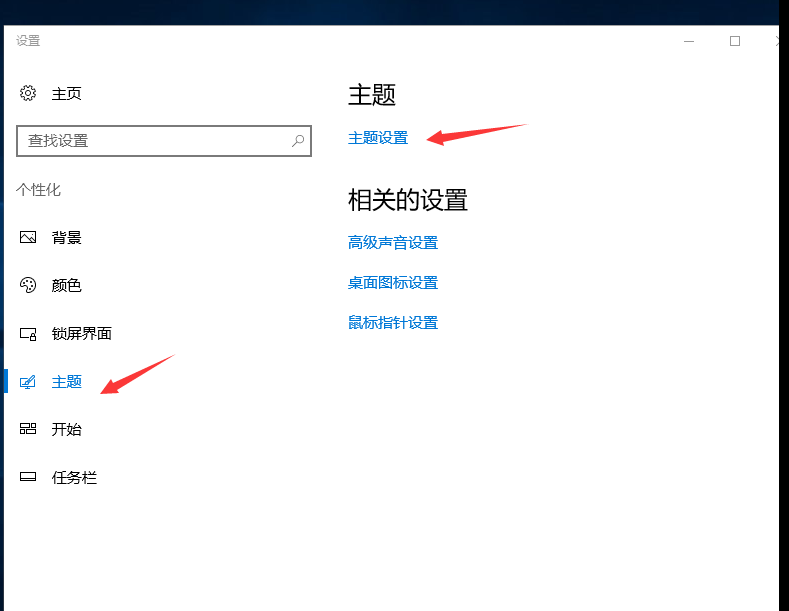 设置
主页
查找设置
个性化
背景
颜色
锁屏界面
主题
开始
任务栏
主题
主题设置
相关的设置
高级声音设置
桌面图标设置
鼠标指针设置